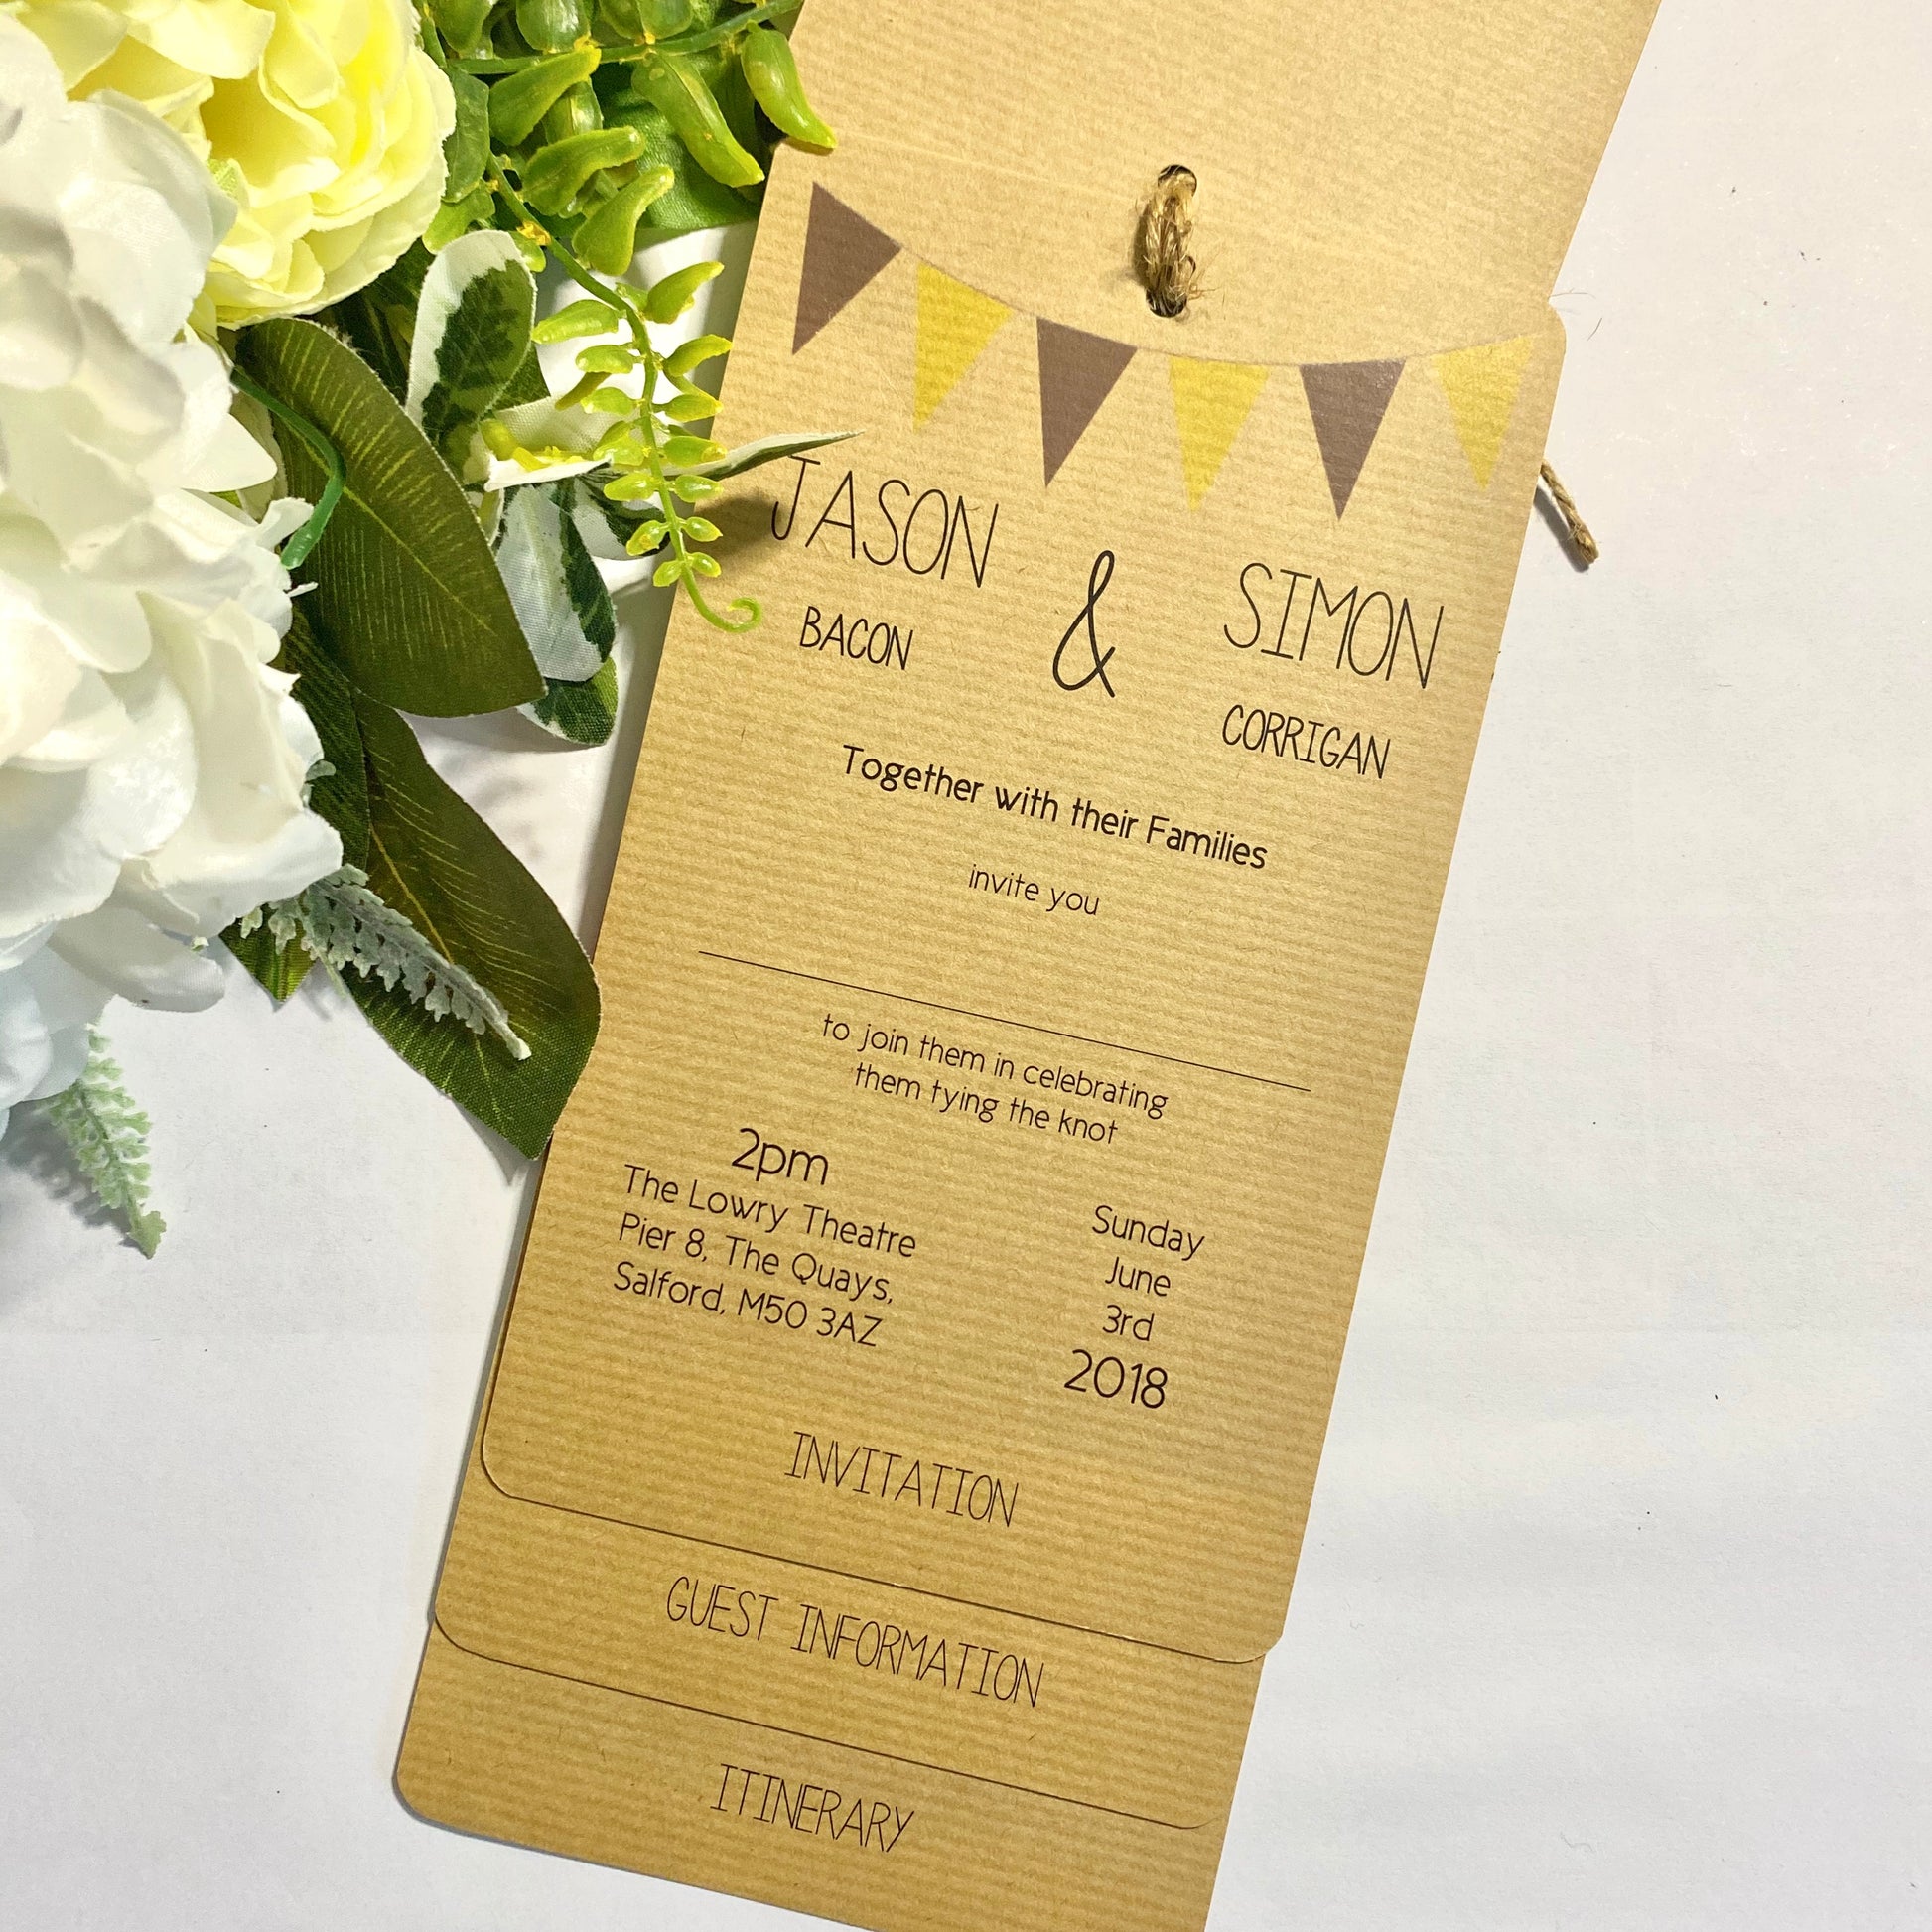 JASON & SIMON
BACON CORRIGAN
Together with their Families
invite you
to join them in celebrating
them tying the knot
2pm
The Lowry Theatre
Pier 8, The Quays,
Salford, M50 3AZ
Sunday
June
3rd
2018
INVITATION
GUEST INFORMATION
ITINERARY